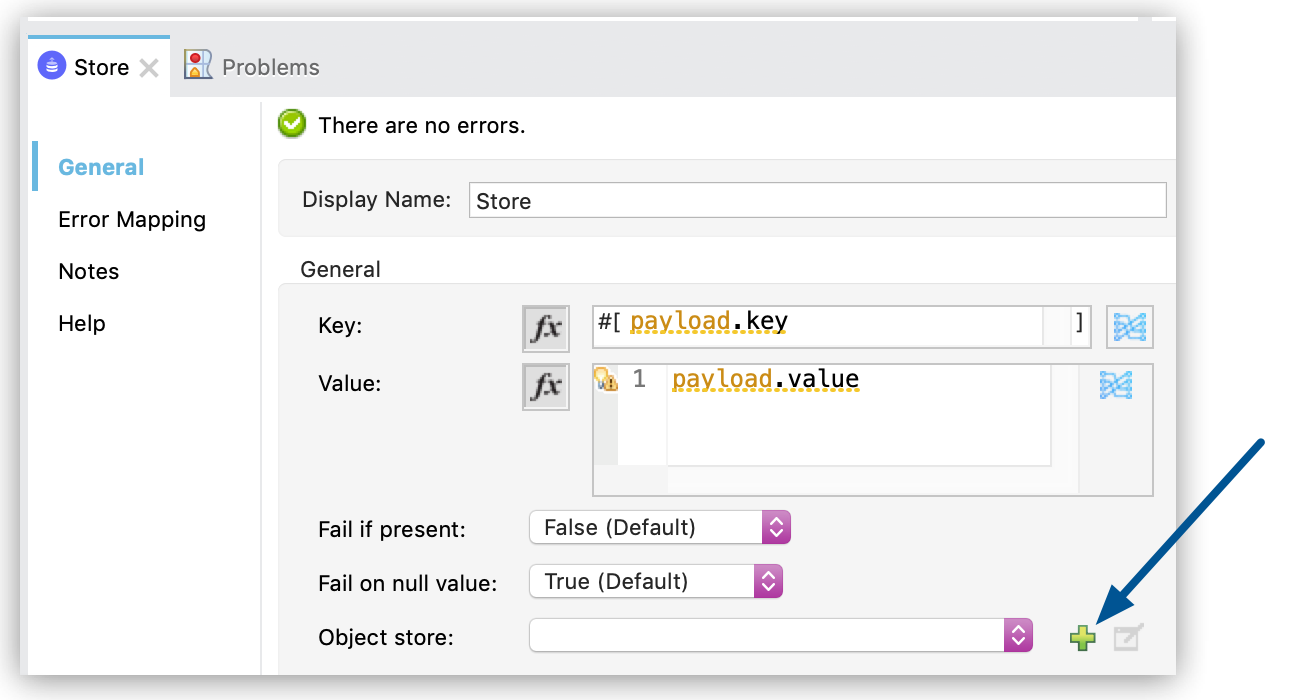 Store Problems
There are no errors.
General
Error Mapping
Notes
Help
Display Name: Store
General
Key: fx #[ payload.key ]
Value: fx 1 payload.value
Fail if present: False (Default)
Fail on null value: True (Default)
Object store: